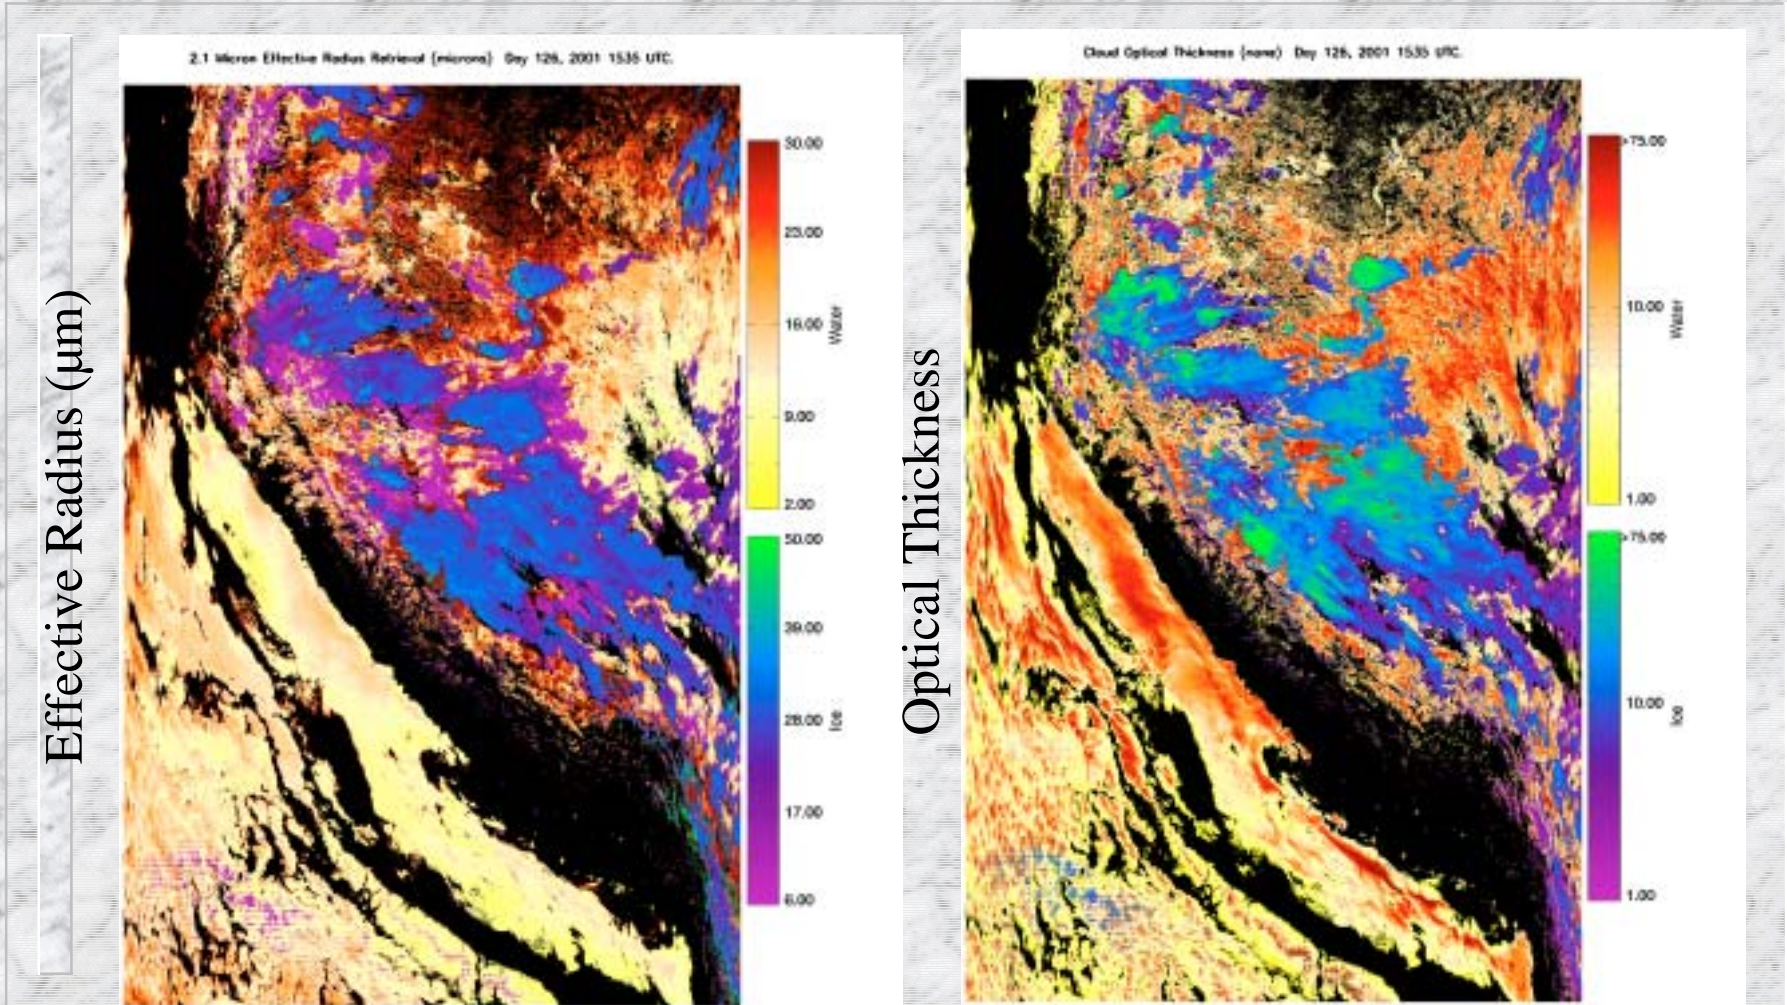 2.1 Micron Effective Radius Retrieval (microns) Day 126, 2001 1535 UTC.
Effective Radius (µm)
30.00
23.00
16.00
9.00
2.00
Water
50.00
39.00
28.00
17.00
6.00
Ice
Cloud Optical Thickness (none) Day 126, 2001 1535 UTC.
Optical Thickness
>75.00
10.00
1.00
Water
>75.00
10.00
1.00
Ice